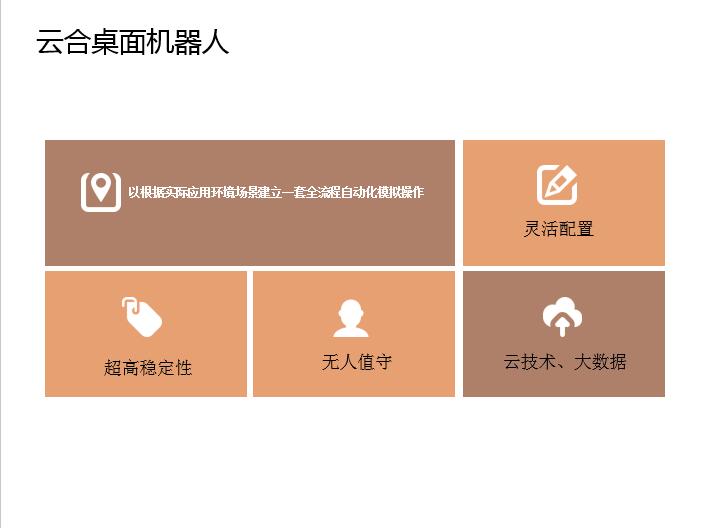 云合桌面机器人
以根据实际应用环境场景建立一套全流程自动化模拟操作
灵活配置
超高稳定性
无人值守
云技术、大数据